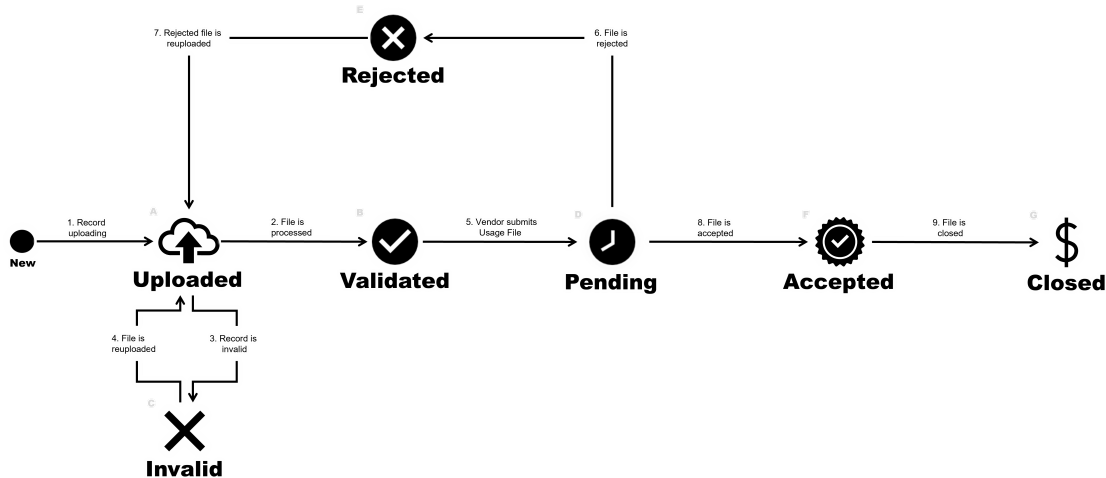 E
7. Rejected file is
reuploaded
6. File is
rejected
Rejected
A
B
D
F
G
1. Record
uploading
2. File is
processed
5. Vendor submits
Usage File
8. File is
accepted
9. File is
closed
New
Uploaded
Validated
Pending
Accepted
Closed
4. File is
reuploaded
3. Record is
invalid
C
Invalid